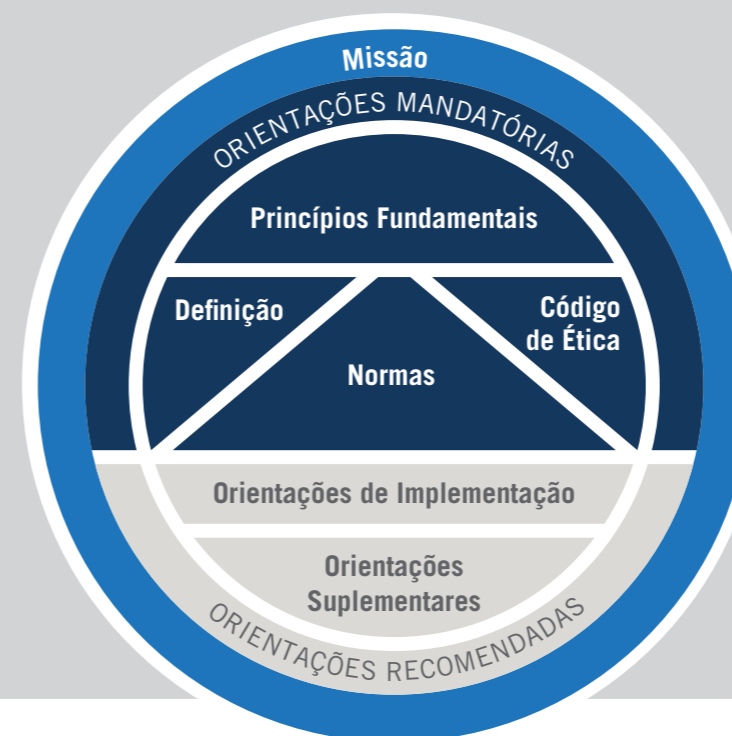 Missão
ORIENTAÇÕES MANDATÓRIAS
Princípios Fundamentais
Definição
Código
de Ética
Normas
Orientações de Implementação
Orientações
Suplementares
ORIENTAÇÕES RECOMENDADAS